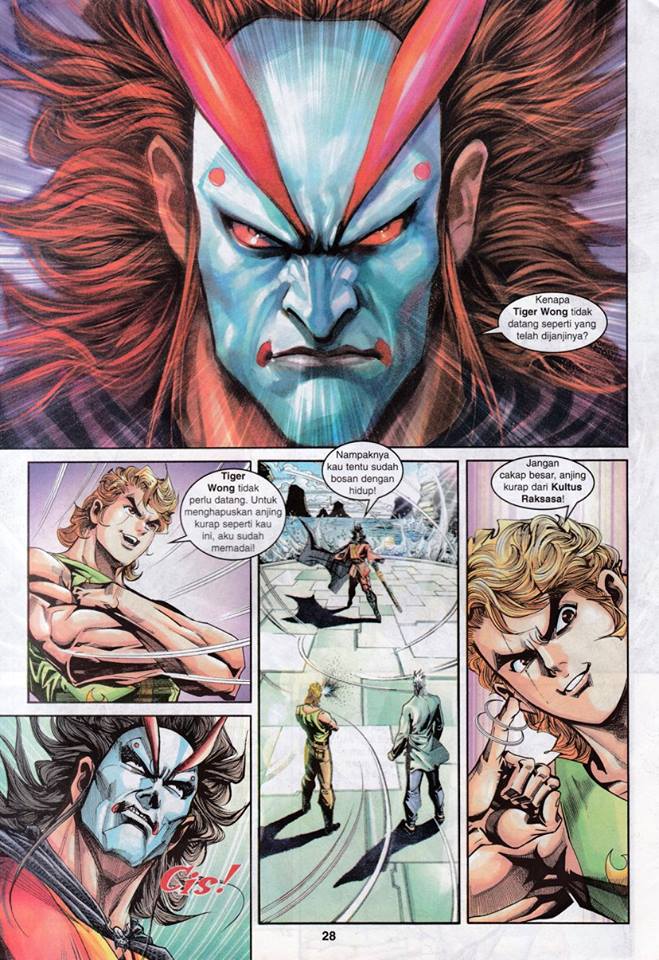 Kenapa
Tiger Wong tidak
datang seperti yang
telah dijanjinya?
Tiger
Wong tidak
perlu datang. Untuk
menghapuskan anjing
kurap seperti kau
ini, aku sudah
memadai!
Nampaknya
kau tentu sudah
bosan dengan
hidup!
Jangan
cakap besar, anjing
kurap dari Kultus
Raksasa!
Cis!
28